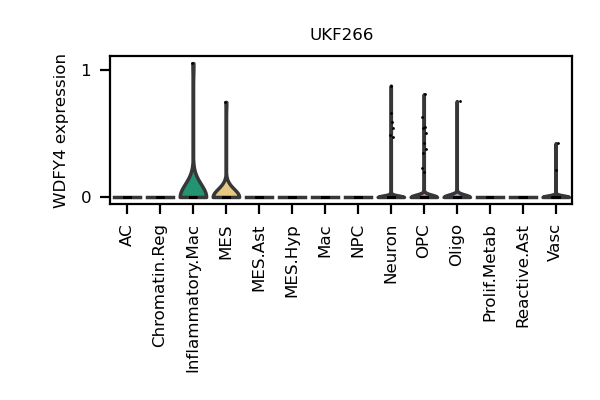 UKF266
WDFY4 expression
1
0
AC
Chromatin.Reg
Inflammatory.Mac
MES
MES.Ast
MES.Hyp
Mac
NPC
Neuron
OPC
Oligo
Prolif.Metab
Reactive.Ast
Vasc